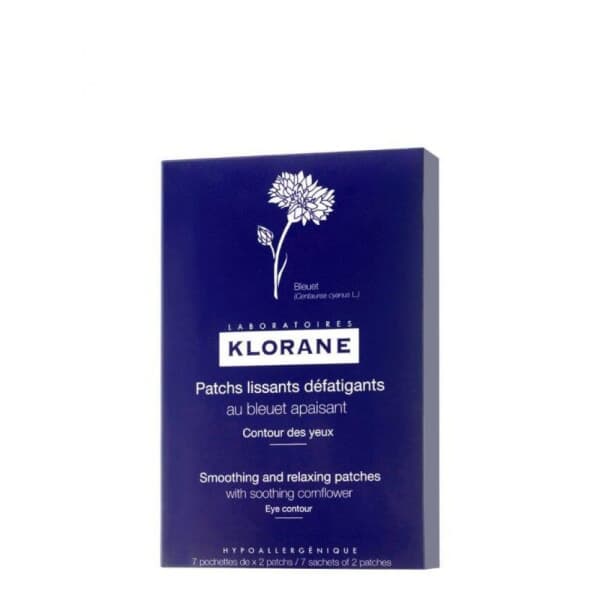 Bleuet
(Centaurea cyanus L.)
LABORATOIRES
KLORANE
Patchs lissants défatigants
au bleuet apaisant
Contour des yeux
Smoothing and relaxing patches
with soothing cornflower
Eye contour
HYPOALLERGÉNIQUE
7 pochettes de x 2 patchs / 7 sachets of 2 patches